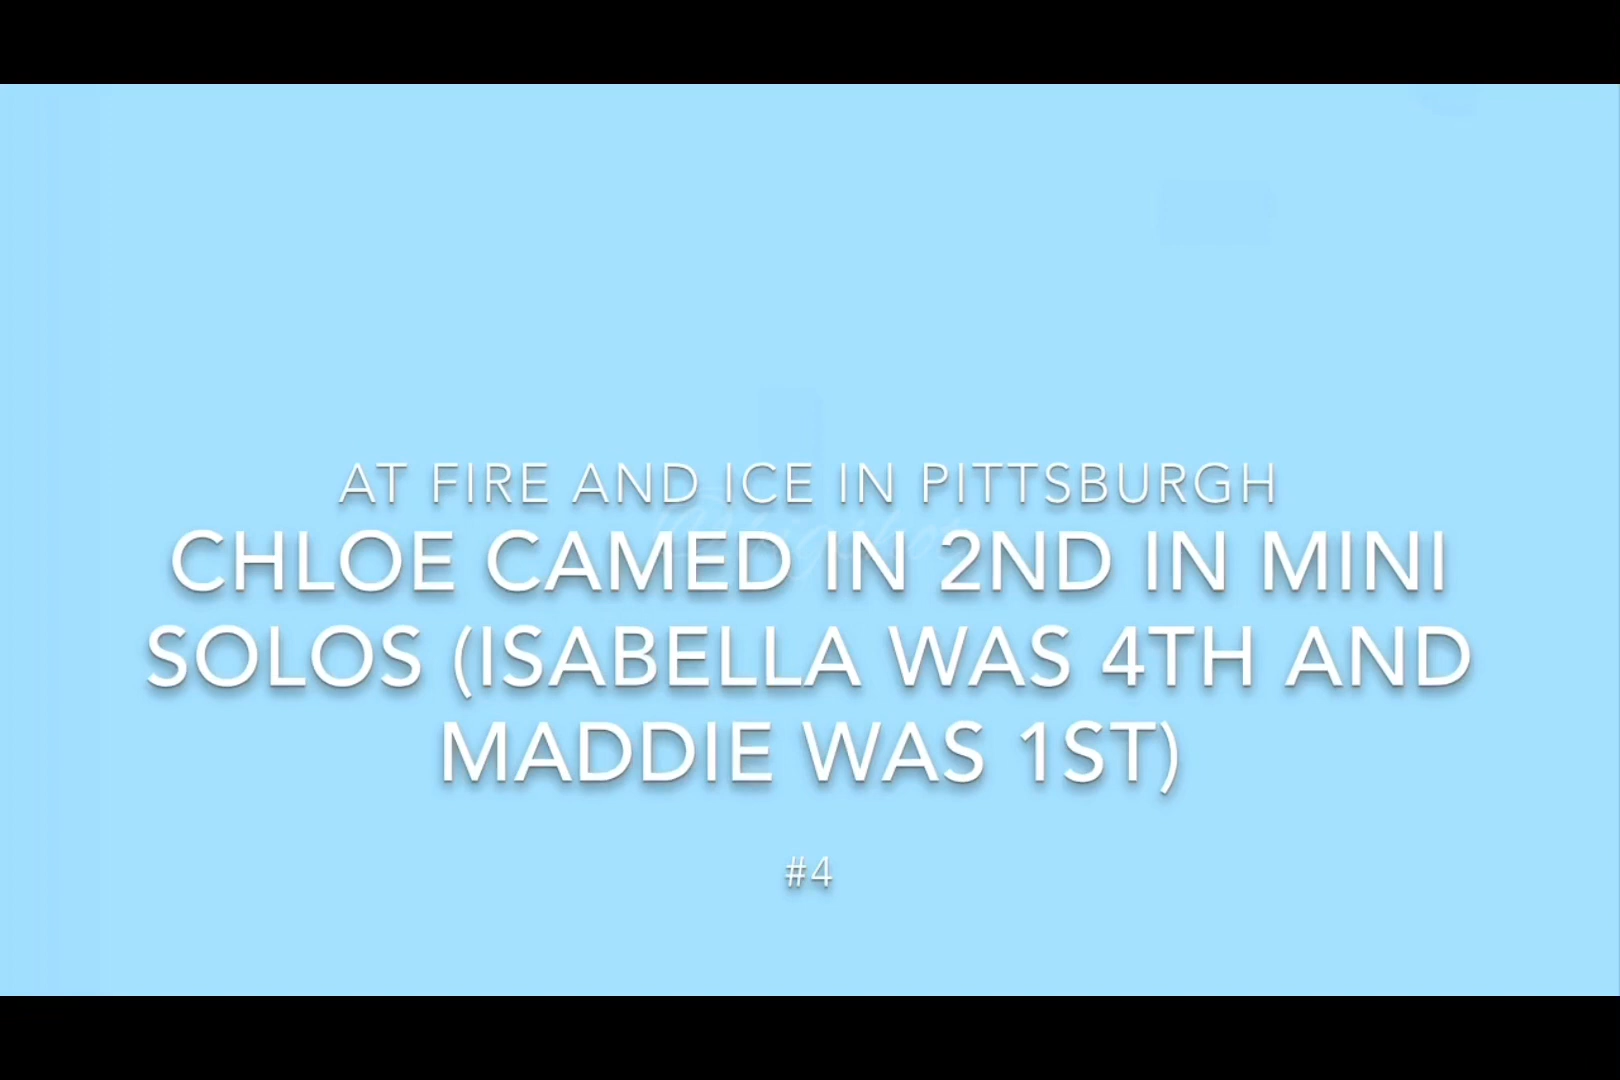 AT FIRE AND ICE IN PITTSBURGH
CHLOE CAMED IN 2ND IN MINI
SOLOS (ISABELLA WAS 4TH AND
MADDIE WAS 1ST)
#4